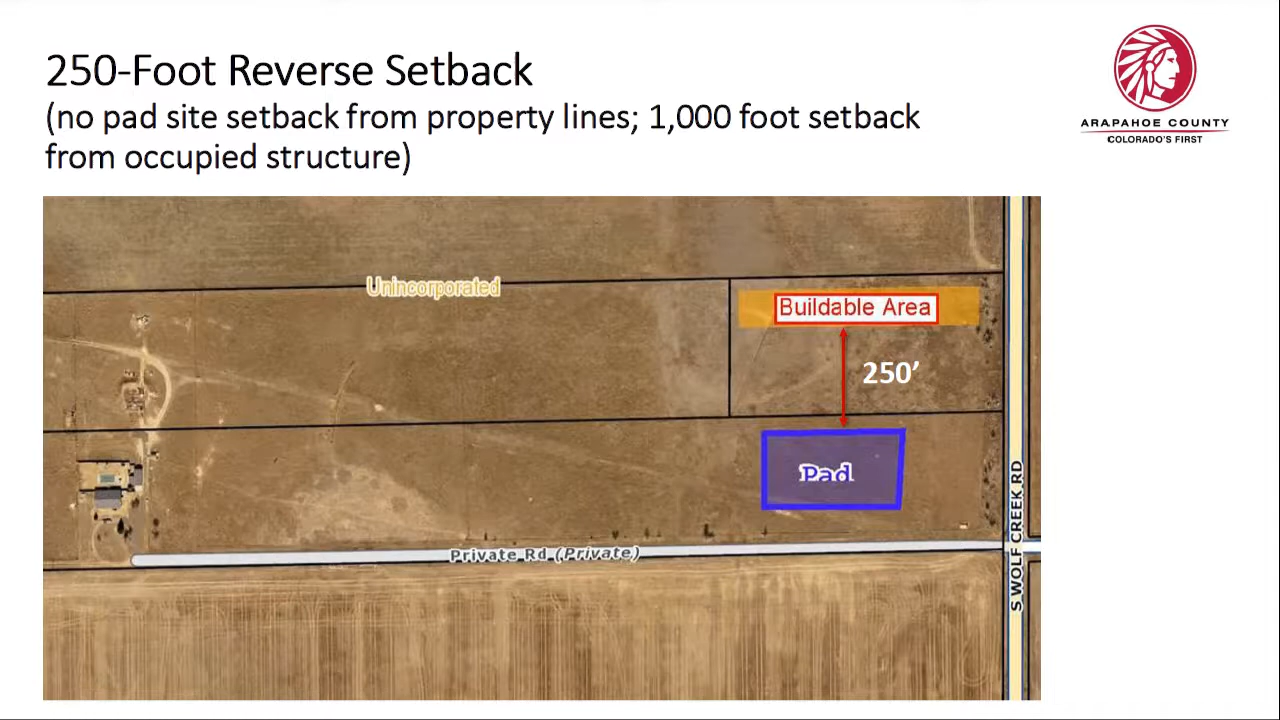 250-Foot Reverse Setback
(no pad site setback from property lines; 1,000 foot setback
from occupied structure)
ARAPAHOE COUNTY
COLORADO'S FIRST
Unincorporated
Buildable Area
250’
Pad
Private Rd (Private)
S WOLF CREEK RD